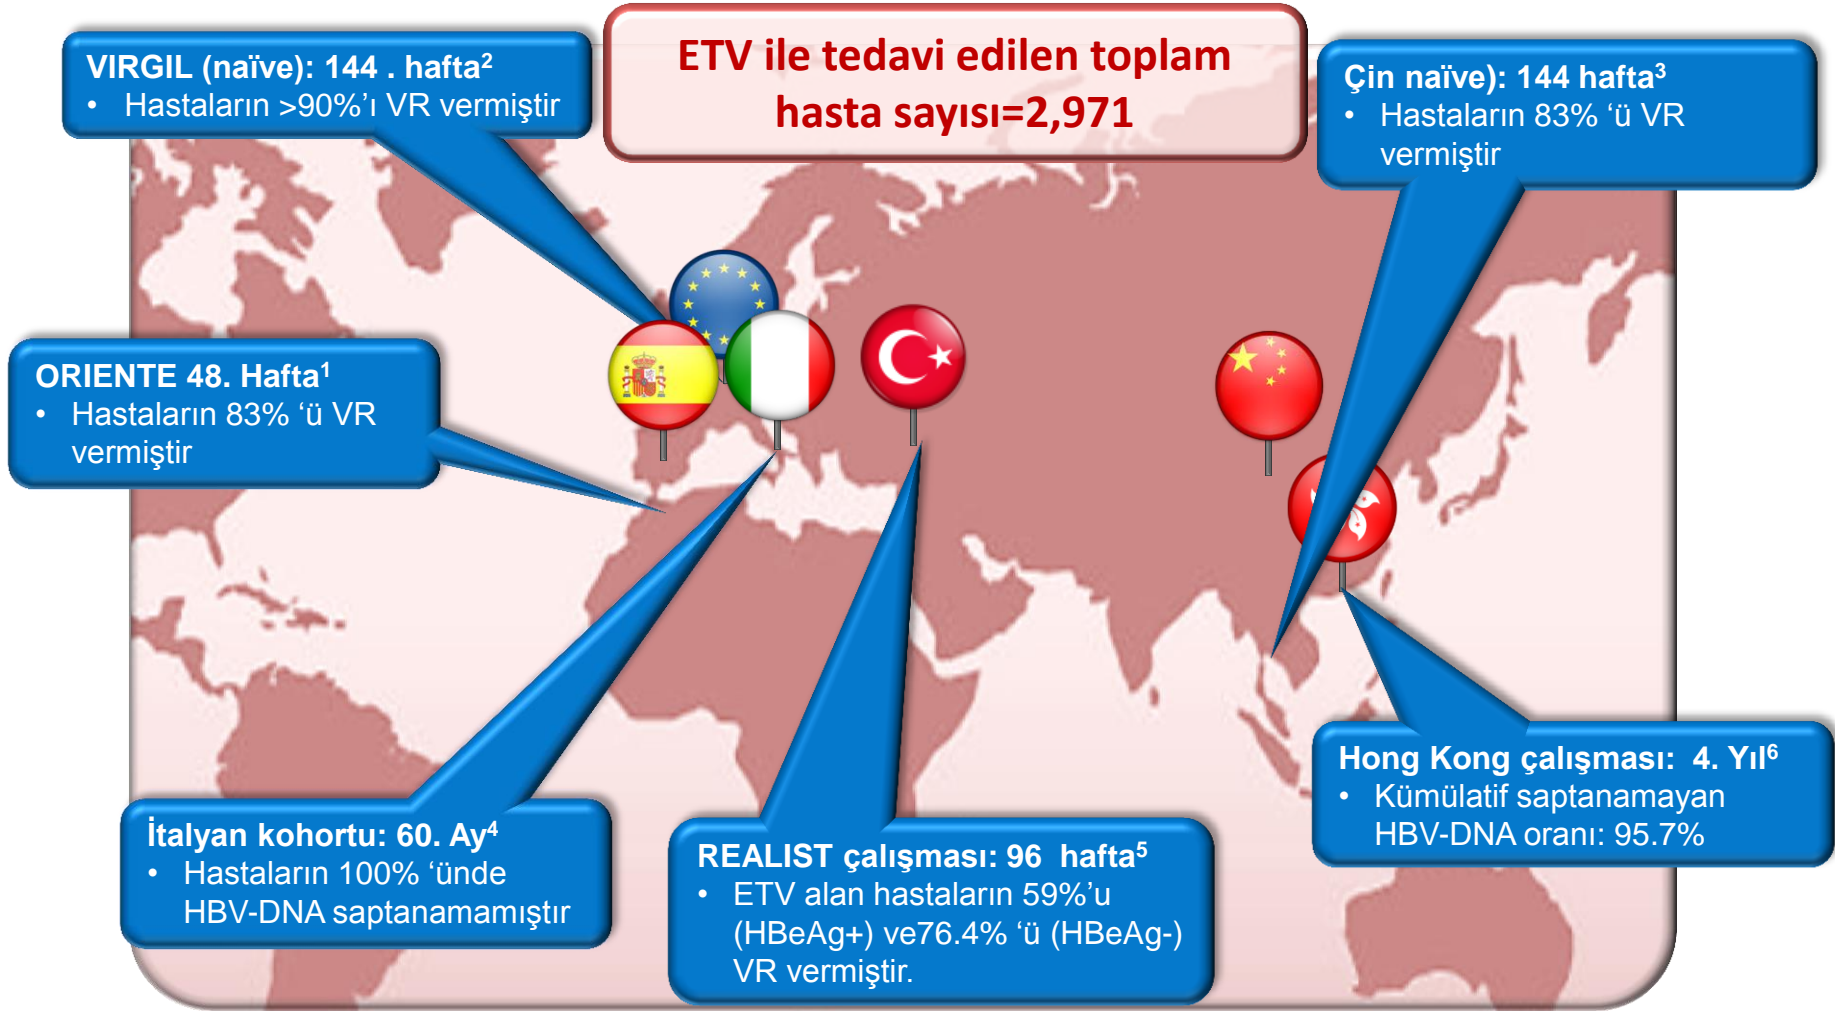 ETV ile tedavi edilen toplam
hasta sayısı=2,971
VIRGIL (naïve): 144 . hafta2
• Hastaların >90%’ı VR vermiştir
Çin naïve): 144 hafta3
• Hastaların 83% ‘ü VR
vermiştir
ORIENTE 48. Hafta1
• Hastaların 83% ‘ü VR
vermiştir
İtalyan kohortu: 60. Ay4
• Hastaların 100% ‘ünde
HBV-DNA saptanamamıştır
REALIST çalışması: 96 hafta5
• ETV alan hastaların 59%’u
(HBeAg+) ve76.4% ‘ü (HBeAg-)
VR vermiştir.
Hong Kong çalışması: 4. Yıl6
• Kümülatif saptanamayan
HBV-DNA oranı: 95.7%